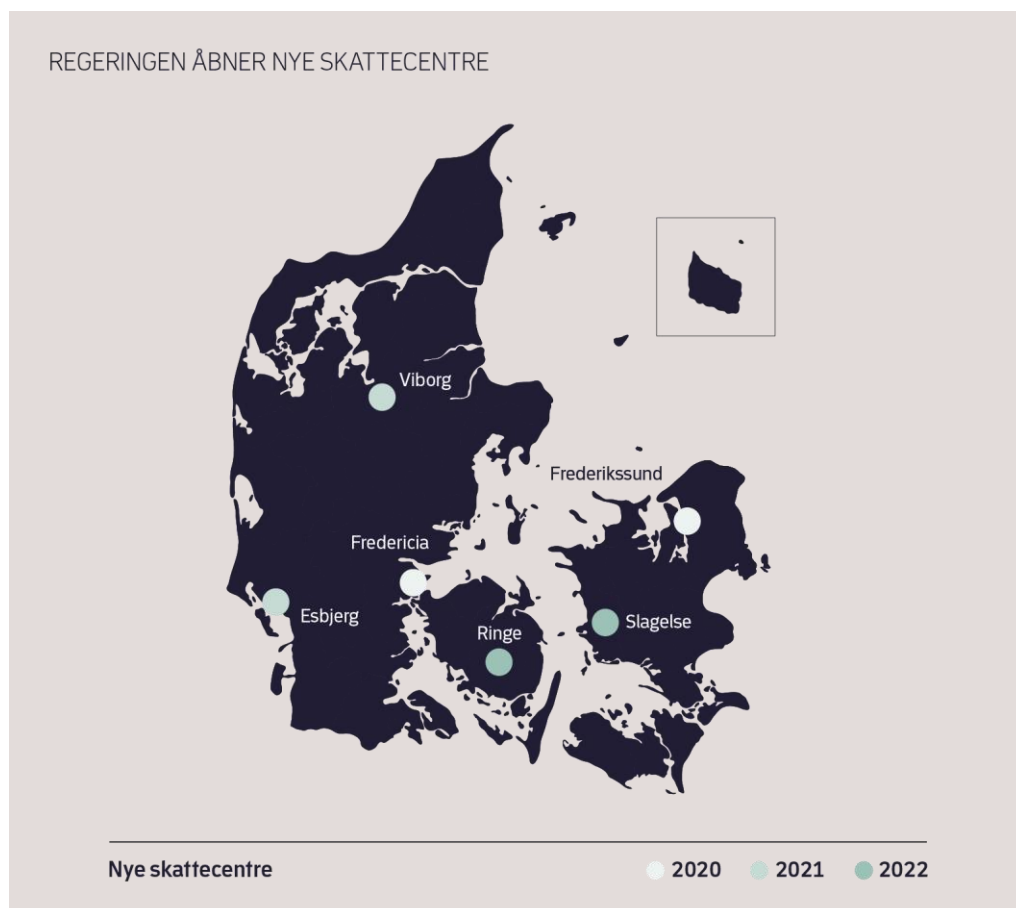 REGERINGEN ÅBNER NYE SKATTECENTRE
Viborg
Frederikssund
Fredericia
Esbjerg
Ringe
Slagelse
Nye skattecentre
2020
2021
2022